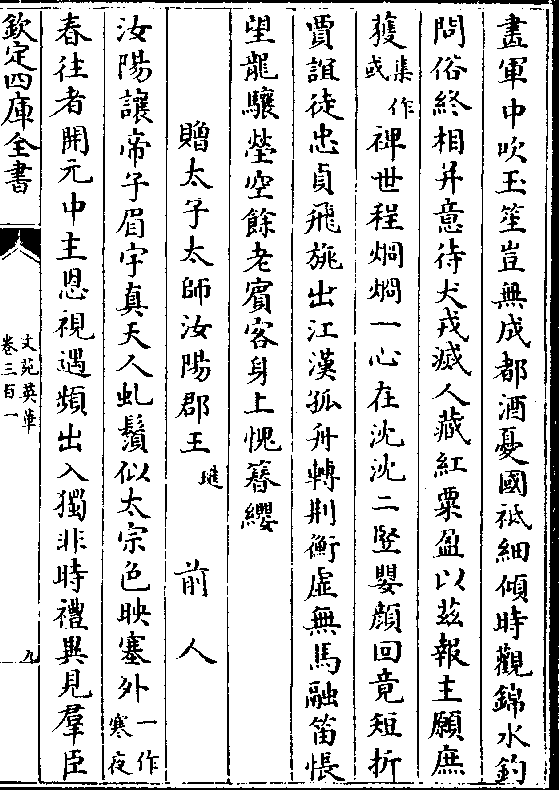 畫軍中吹玉笙豈無成都酒憂國祗細傾時觀錦水釣
問俗終相并意待犬戎滅人藏紅粟盈以兹報主願庶
獲集作或裨世程烱烱一心在沈沈二竪嬰顔回竟短折
賈誼徒忠貞飛旐出江漢孤舟轉荆衡虛無馬融笛悵
望龍驤塋空餘老賓客身上愧簪纓
贈太子太師汝陽郡王璡 前人
汝陽讓帝子眉宇真天人虬鬚似太宗色映塞外一作寒夜
春往者開元中主恩視遇頻出入獨非時禮異見羣臣
欽定四庫全書
文苑英華
卷三百一
九